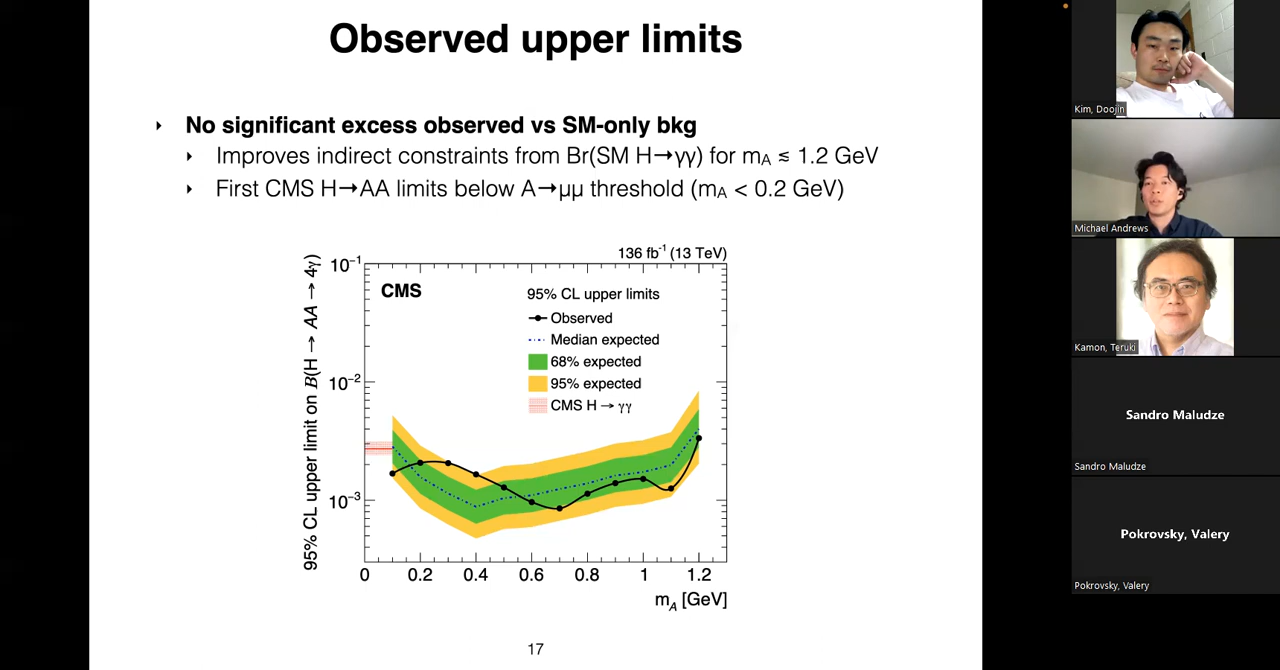 Observed upper limits
‣ No significant excess observed vs SM-only bkg
‣ Improves indirect constraints from Br(SM H→γγ) for mA ≲ 1.2 GeV
‣ First CMS H→AA limits below A→μμ threshold (mA < 0.2 GeV)
136 fb⁻¹ (13 TeV)
95% CL upper limit on B(H → AA → 4γ)
10⁻¹
10⁻²
10⁻³
CMS
95% CL upper limits
Observed
Median expected
68% expected
95% expected
CMS H → γγ
0 0.2 0.4 0.6 0.8 1 1.2
mA [GeV]
17
Kim, Doojin
Michael Andrews
Kamon, Teruki
Sandro Maludze
Sandro Maludze
Pokrovsky, Valery
Pokrovsky, Valery